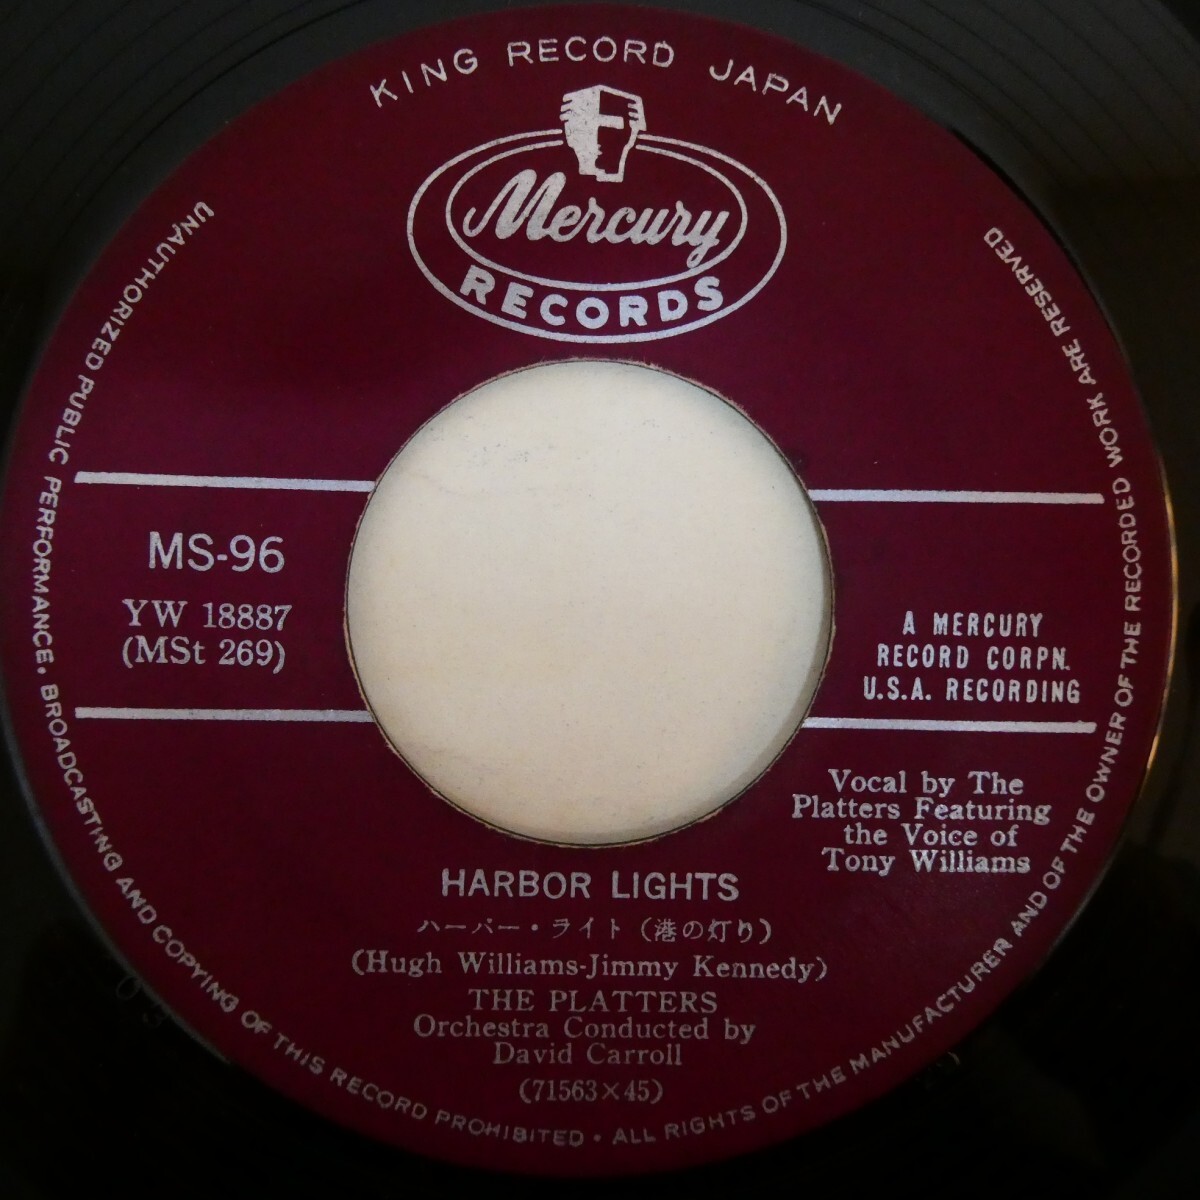 KING RECORD JAPAN
Mercury
RECORDS
MS-96
YW 18887
(MSt 269)
A MERCURY
RECORD CORPN.
U.S.A. RECORDING
Vocal by The
Platters Featuring
the Voice of
Tony Williams
HARBOR LIGHTS
ハーバー・ライト(港の灯り)
(Hugh Williams-Jimmy Kennedy)
THE PLATTERS
Orchestra Conducted by
David Carroll
(71563×45)
UNAUTHORIZED PUBLIC PERFORMANCE. BROADCASTING AND COPYING OF THIS RECORD PROHIBITED • ALL RIGHTS OF THE MANUFACTURER AND OF THE OWNER OF THE RECORDED WORK ARE RESERVED